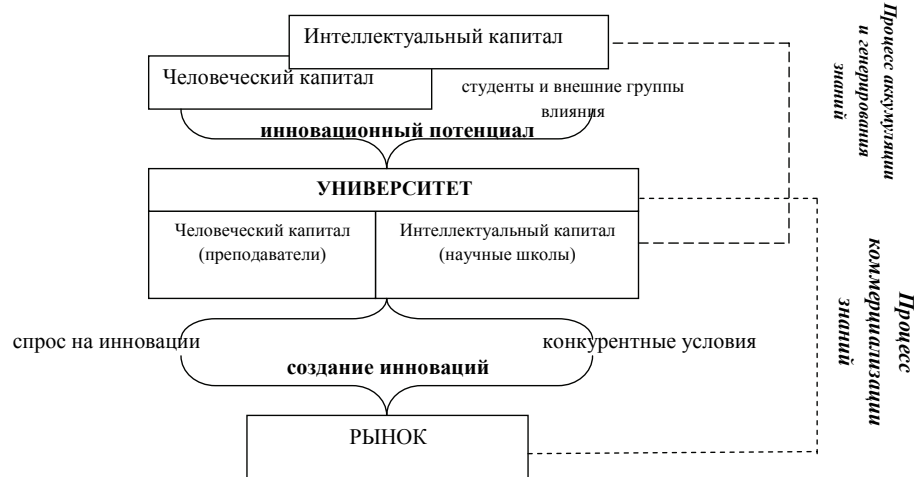 Интеллектуальный капитал
Человеческий капитал
студенты и внешние группы
влияния
инновационный потенциал
УНИВЕРСИТЕТ
Человеческий капитал
(преподаватели)
Интеллектуальный капитал
(научные школы)
спрос на инновации
конкурентные условия
создание инноваций
РЫНОК
Процесс аккумуляции
и генерирования
знаний
Процесс
коммерциализации
знаний